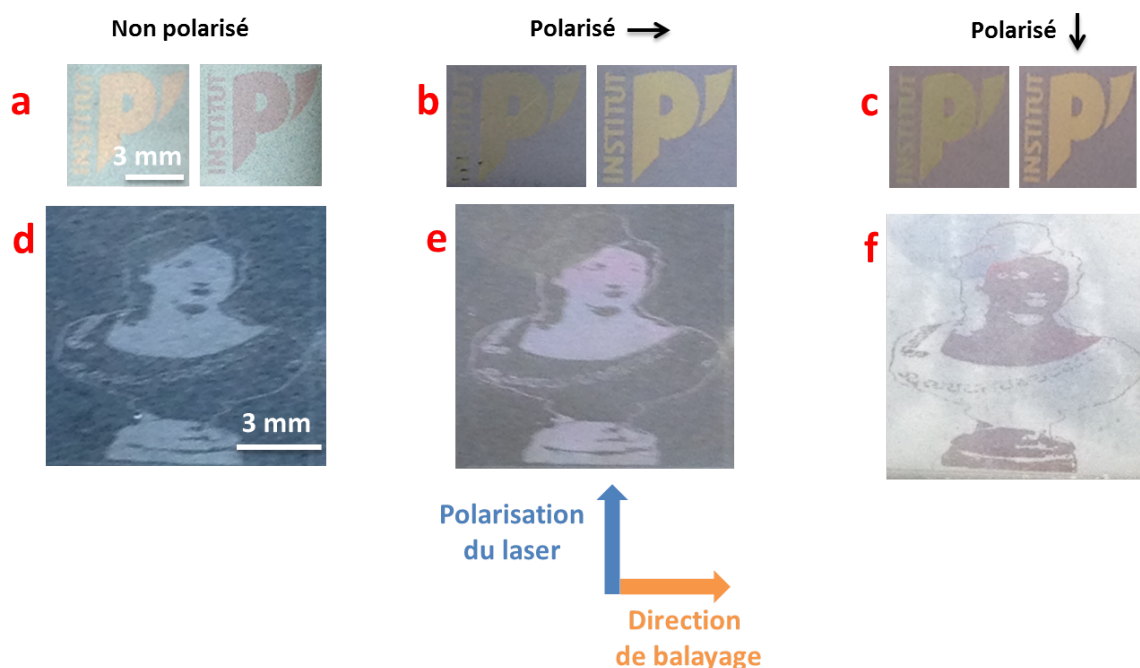 Non polarisé
Polarisé
Polarisé
a
INSTITUT
P'
3 mm
INSTITUT
P'
b
INSTITUT
P'
INSTITUT
P'
c
INSTITUT
P'
INSTITUT
P'
d
3 mm
e
f
Polarisation
du laser
Direction
de balayage